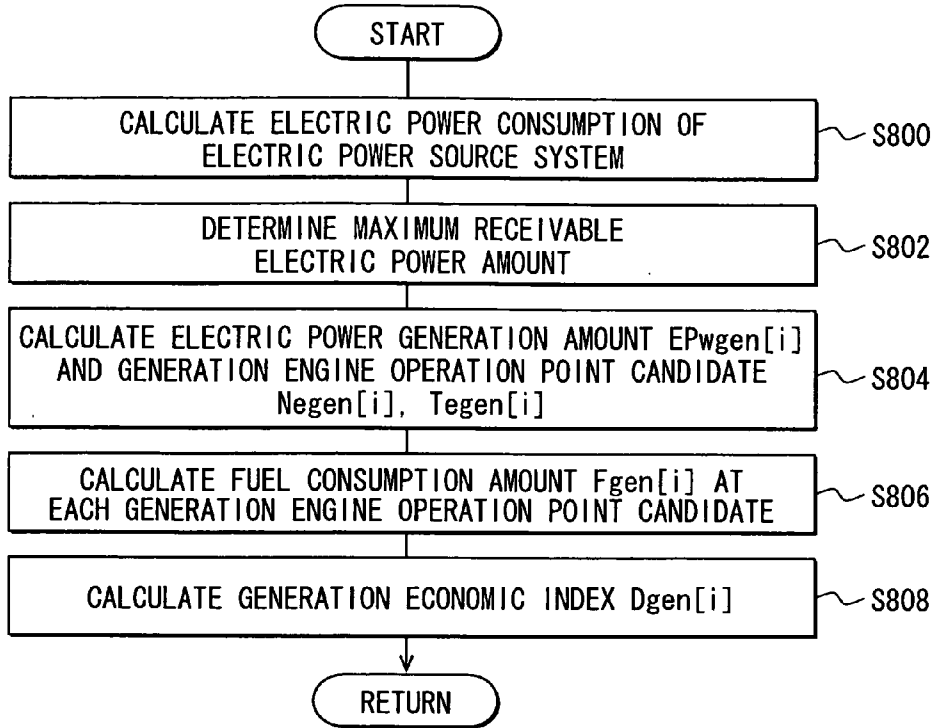 START
CALCULATE ELECTRIC POWER CONSUMPTION OF
ELECTRIC POWER SOURCE SYSTEM
S800
DETERMINE MAXIMUM RECEIVABLE
ELECTRIC POWER AMOUNT
S802
CALCULATE ELECTRIC POWER GENERATION AMOUNT EPwgen[i]
AND GENERATION ENGINE OPERATION POINT CANDIDATE
Negen[i], Tegen[i]
S804
CALCULATE FUEL CONSUMPTION AMOUNT Fgen[i] AT
EACH GENERATION ENGINE OPERATION POINT CANDIDATE
S806
CALCULATE GENERATION ECONOMIC INDEX Dgen[i]
S808
RETURN